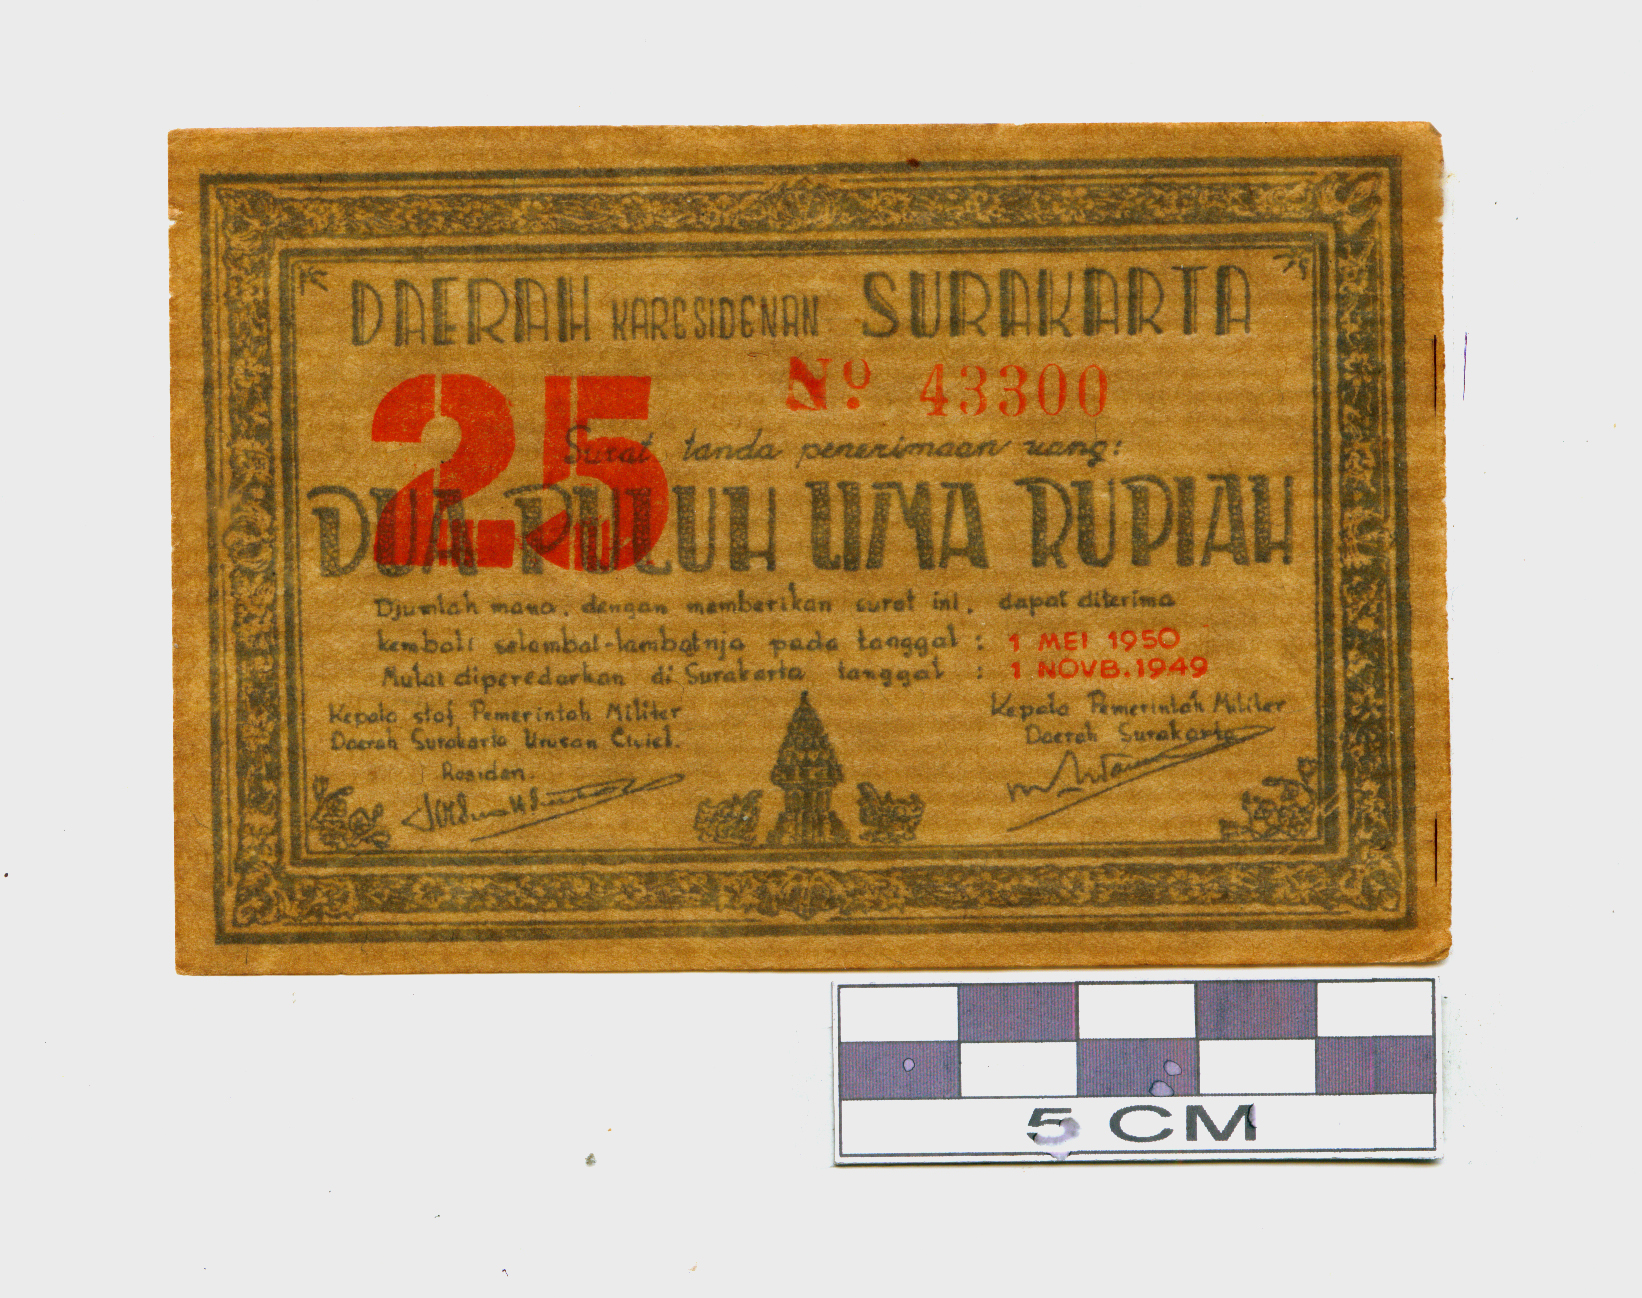 DAERAH KARESIDENAN SURAKARTA
No. 43300
25
Surat tanda penerimaan uang:
DUA PULUH LIMA RUPIAH
Djumlah mana, dengan memberikan surat ini, dapat diterima
kembali selambat-lambatnja pada tanggal : 1 MEI 1950
Mulai diperedarkan di Surakarta tanggal : 1 NOVB.1949
Kepala staf Pemerintah Militer
Daerah Surakarta Urusan Civiel.
Residen.
Kepala Pemerintah Militer
Daerah Surakarta
5 CM